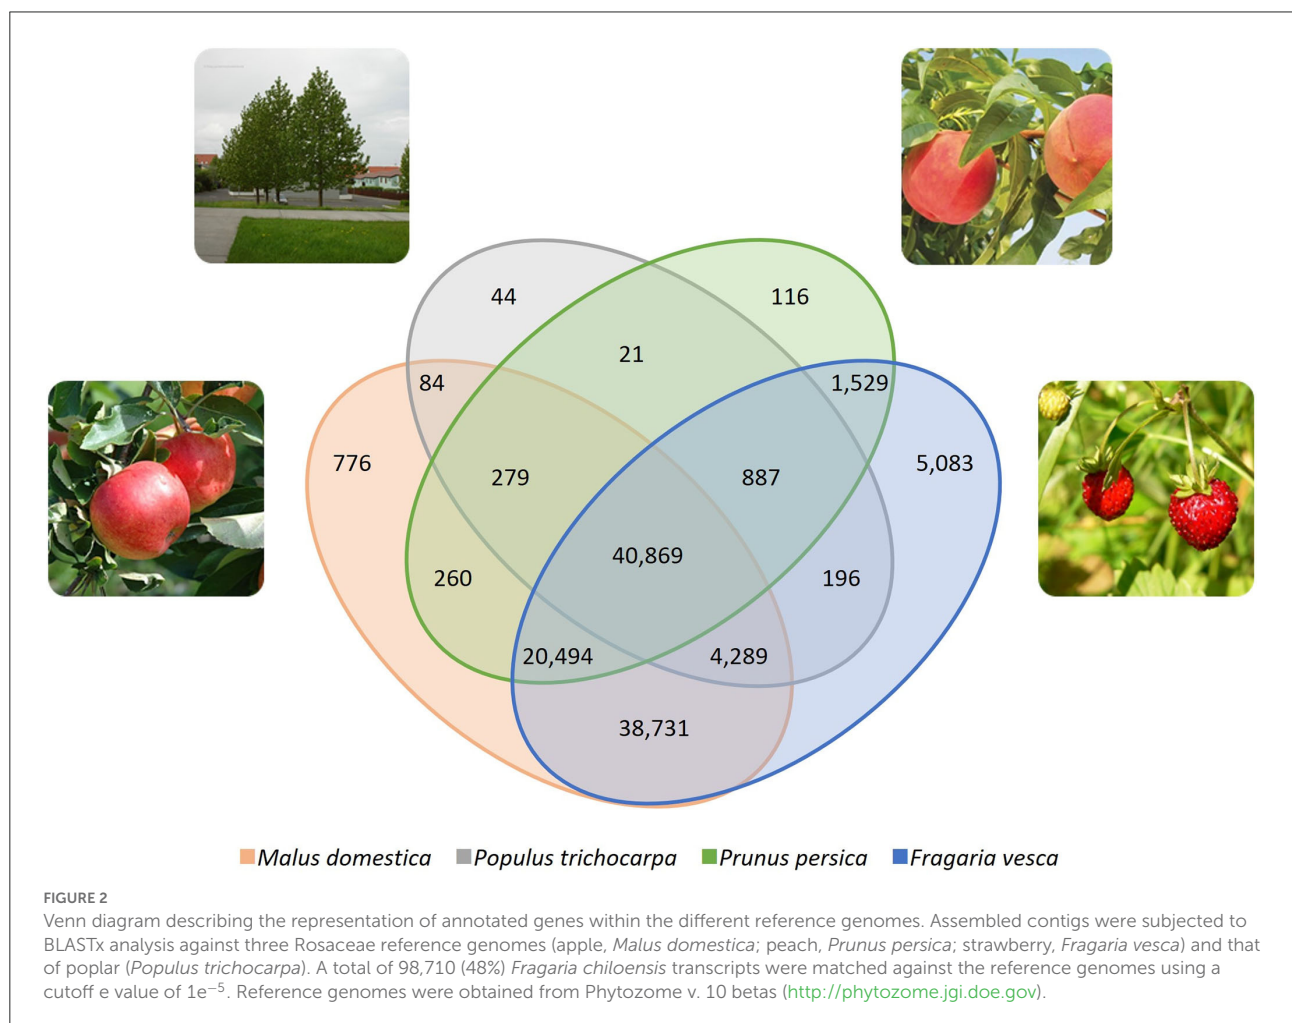 44
116
21
84
1,529
776
279
887
5,083
40,869
260
196
20,494
4,289
38,731
Malus domestica Populus trichocarpa Prunus persica Fragaria vesca
FIGURE 2
Venn diagram describing the representation of annotated genes within the different reference genomes. Assembled contigs were subjected to
BLASTx analysis against three Rosaceae reference genomes (apple, Malus domestica; peach, Prunus persica; strawberry, Fragaria vesca) and that
of poplar (Populus trichocarpa). A total of 98,710 (48%) Fragaria chiloensis transcripts were matched against the reference genomes using a
cutoff e value of 1e⁻⁵. Reference genomes were obtained from Phytozome v. 10 betas (http://phytozome.jgi.doe.gov).